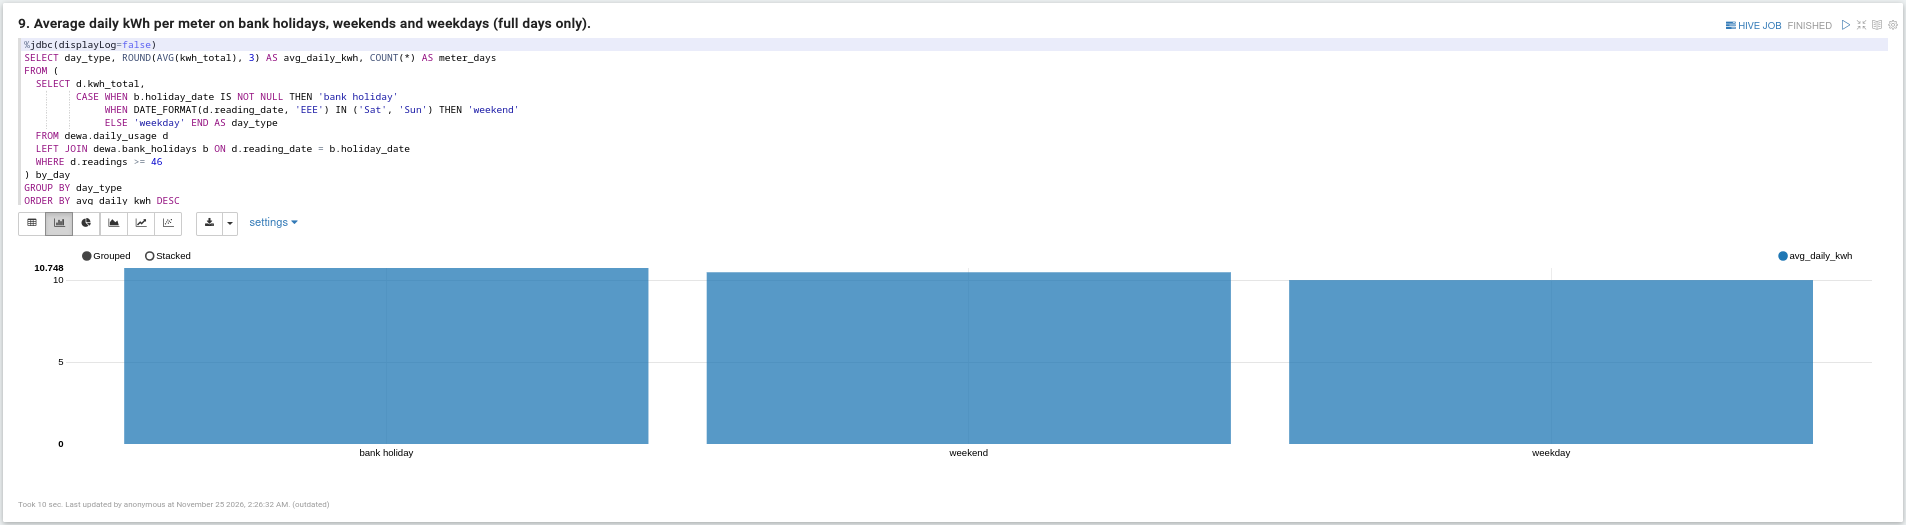 9. Average daily kWh per meter on bank holidays, weekends and weekdays (full days only).
HIVE JOB FINISHED
%jdbc(displayLog=false)
SELECT day_type, ROUND(AVG(kwh_total), 3) AS avg_daily_kwh, COUNT(*) AS meter_days
FROM (
SELECT d.kwh_total,
CASE WHEN b.holiday_date IS NOT NULL THEN 'bank holiday'
WHEN DATE_FORMAT(d.reading_date, 'EEE') IN ('Sat', 'Sun') THEN 'weekend'
ELSE 'weekday' END AS day_type
FROM dewa.daily_usage d
LEFT JOIN dewa.bank_holidays b ON d.reading_date = b.holiday_date
WHERE d.readings >= 46
) by_day
GROUP BY day_type
ORDER BY avg_daily_kwh DESC
settings
Grouped Stacked
avg_daily_kwh
10.748
10
5
0
bank holiday weekend weekday
Took 10 sec. Last updated by anonymous at November 25 2026, 2:26:32 AM. (outdated)